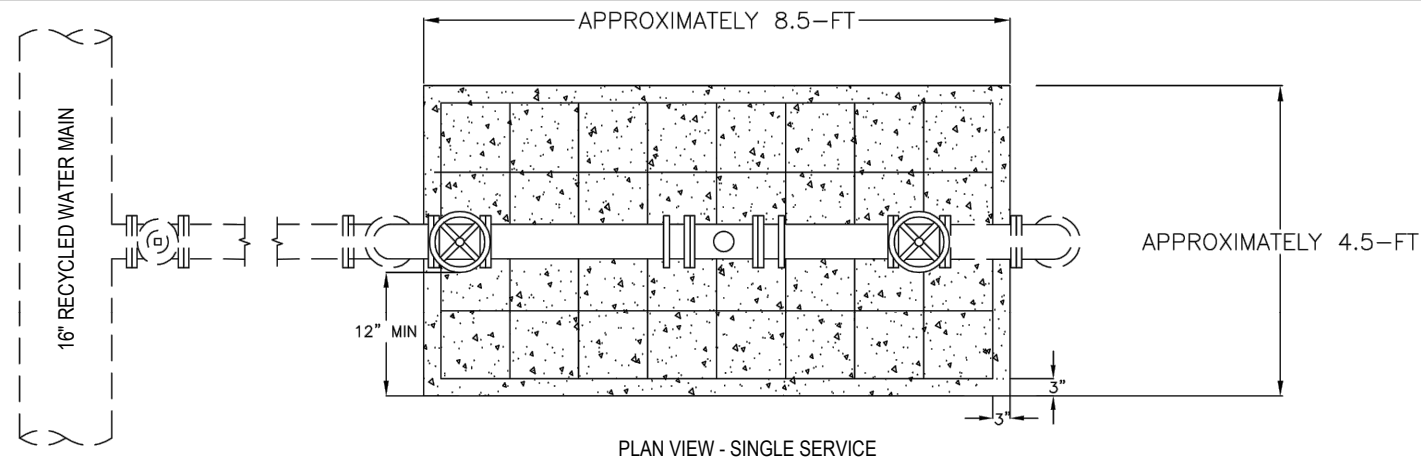 APPROXIMATELY 8.5-FT
16" RECYCLED WATER MAIN
APPROXIMATELY 4.5-FT
12" MIN
3"
3"
PLAN VIEW - SINGLE SERVICE